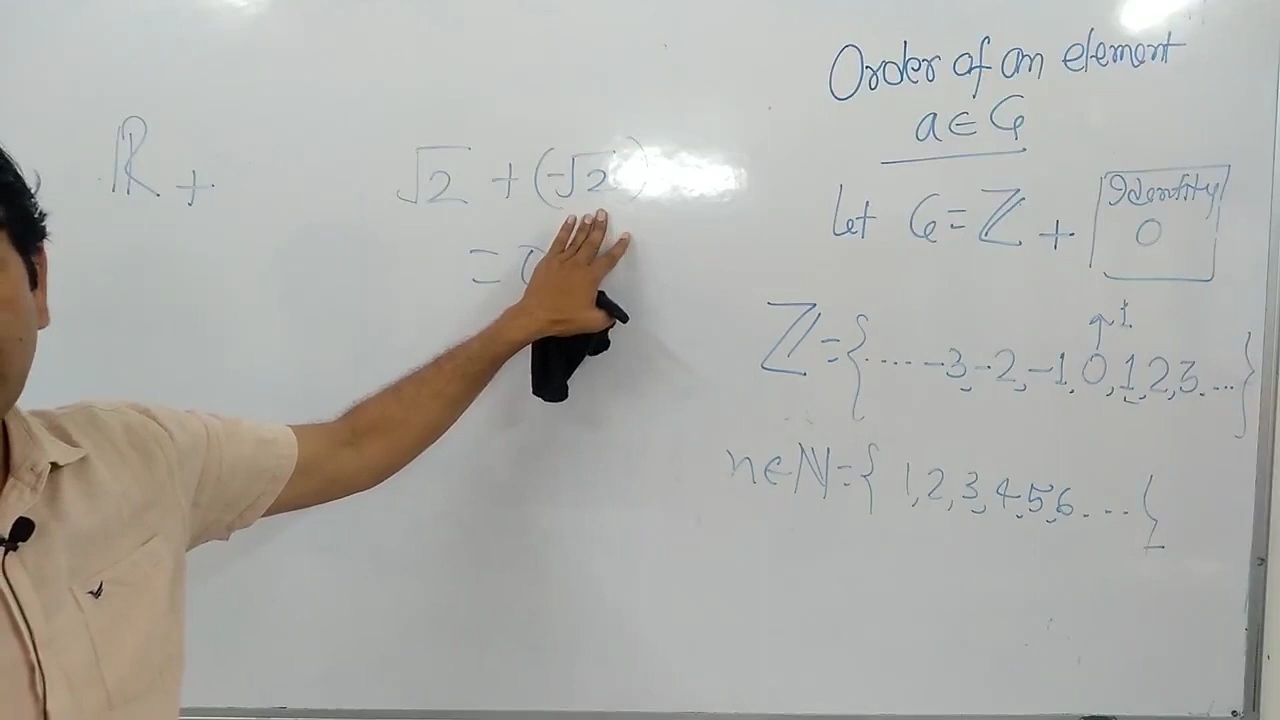 ℝ +
√2 + (-√2)
= 0
Order of an element
a ∈ G
Let G = ℤ + Identity
0
ℤ = {.....-3, -2, -1, 0, 1, 2, 3....}
n ∈ ℕ = { 1, 2, 3, 4, 5, 6.... }